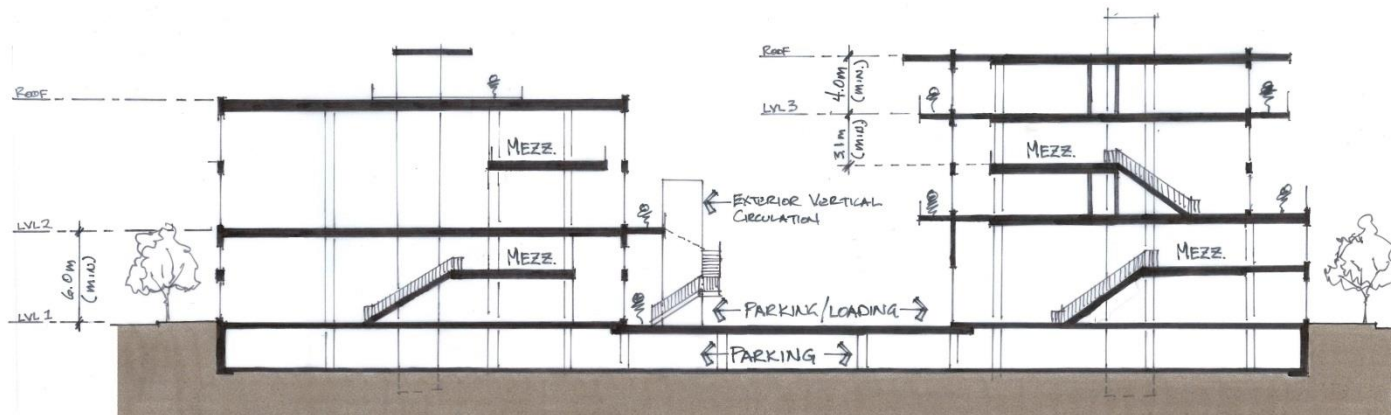 ROOF
MEZZ.
LVL 2
6.0m
(MIN.)
MEZZ.
LVL 1
EXTERIOR VERTICAL
CIRCULATION
PARKING/LOADING
PARKING
ROOF
4.0m
(MIN.)
LVL 3
3.1m
(MIN.)
MEZZ.
MEZZ.